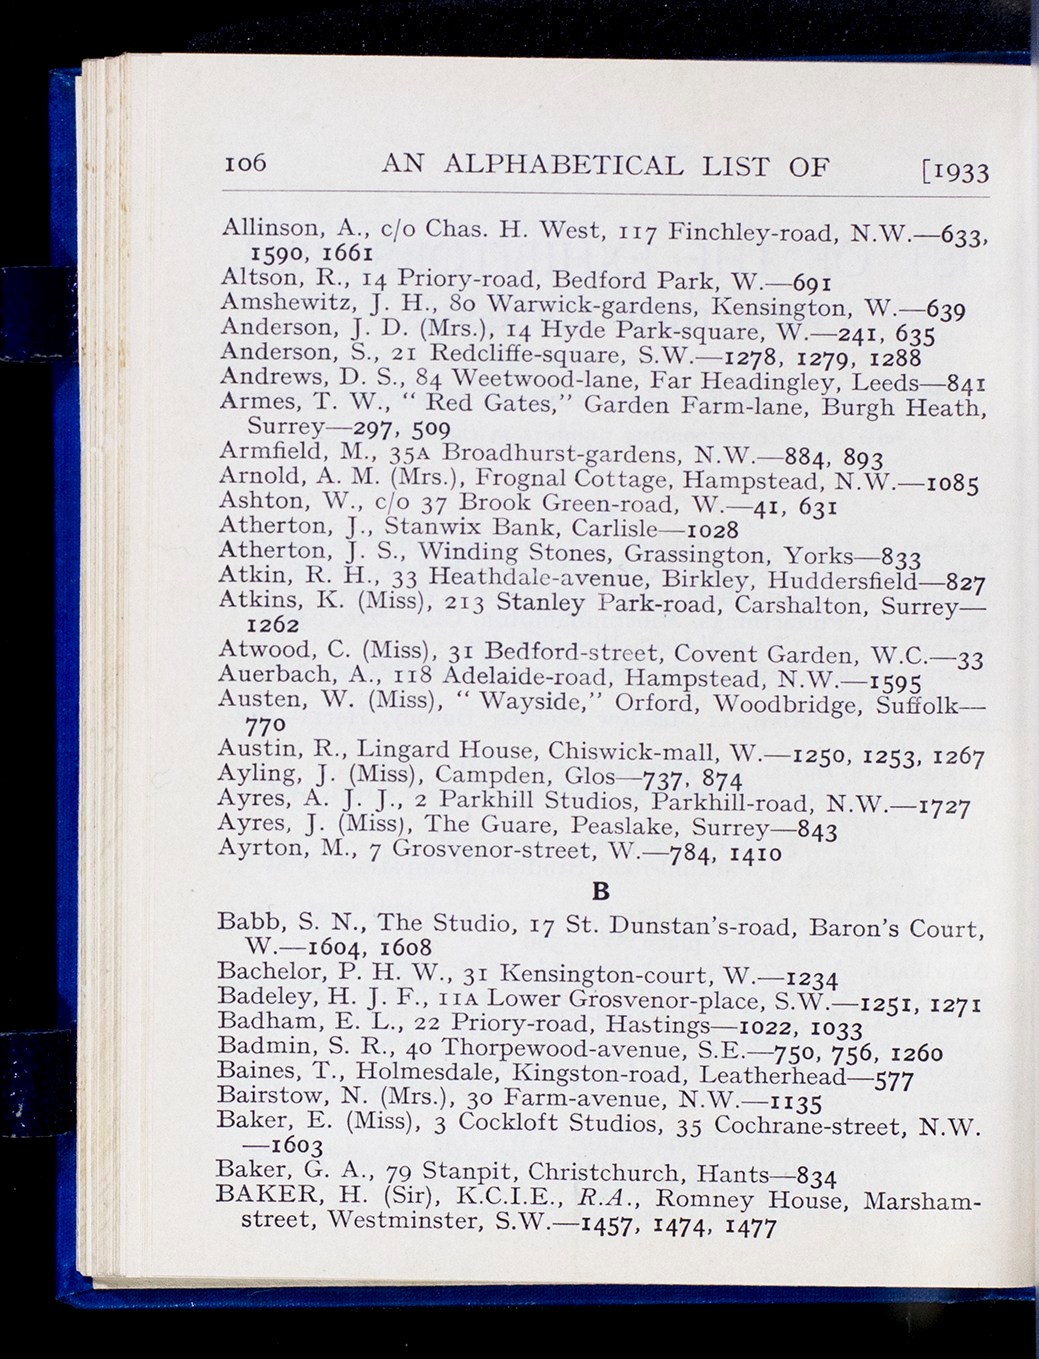 106 AN ALPHABETICAL LIST OF [1933
Allinson, A., c/o Chas. H. West, 117 Finchley-road, N.W.—633,
1590, 1661
Altson, R., 14 Priory-road, Bedford Park, W.—691
Amshewitz, J. H., 80 Warwick-gardens, Kensington, W.—639
Anderson, J. D. (Mrs.), 14 Hyde Park-square, W.—241, 635
Anderson, S., 21 Redcliffe-square, S.W.—1278, 1279, 1288
Andrews, D. S., 84 Weetwood-lane, Far Headingley, Leeds—841
Armes, T. W., “ Red Gates,” Garden Farm-lane, Burgh Heath,
Surrey—297, 509
Armfield, M., 35A Broadhurst-gardens, N.W.—884, 893
Arnold, A. M. (Mrs.), Frognal Cottage, Hampstead, N.W.—1085
Ashton, W., c/o 37 Brook Green-road, W.—41, 631
Atherton, J., Stanwix Bank, Carlisle—1028
Atherton, J. S., Winding Stones, Grassington, Yorks—833
Atkin, R. H., 33 Heathdale-avenue, Birkley, Huddersfield—827
Atkins, K. (Miss), 213 Stanley Park-road, Carshalton, Surrey—
1262
Atwood, C. (Miss), 31 Bedford-street, Covent Garden, W.C.—33
Auerbach, A., 118 Adelaide-road, Hampstead, N.W.—1595
Austen, W. (Miss), “ Wayside,” Orford, Woodbridge, Suffolk—
770
Austin, R., Lingard House, Chiswick-mall, W.—1250, 1253, 1267
Ayling, J. (Miss), Campden, Glos—737, 874
Ayres, A. J. J., 2 Parkhill Studios, Parkhill-road, N.W.—1727
Ayres, J. (Miss), The Guare, Peaslake, Surrey—843
Ayrton, M., 7 Grosvenor-street, W.—784, 1410
B
Babb, S. N., The Studio, 17 St. Dunstan's-road, Baron's Court,
W.—1604, 1608
Bachelor, P. H. W., 31 Kensington-court, W.—1234
Badeley, H. J. F., 11A Lower Grosvenor-place, S.W.—1251, 1271
Badham, E. L., 22 Priory-road, Hastings—1022, 1033
Badmin, S. R., 40 Thorpewood-avenue, S.E.—750, 756, 1260
Baines, T., Holmesdale, Kingston-road, Leatherhead—577
Bairstow, N. (Mrs.), 30 Farm-avenue, N.W.—1135
Baker, E. (Miss), 3 Cockloft Studios, 35 Cochrane-street, N.W.
—1603
Baker, G. A., 79 Stanpit, Christchurch, Hants—834
BAKER, H. (Sir), K.C.I.E., R.A., Romney House, Marsham-
street, Westminster, S.W.—1457, 1474, 1477